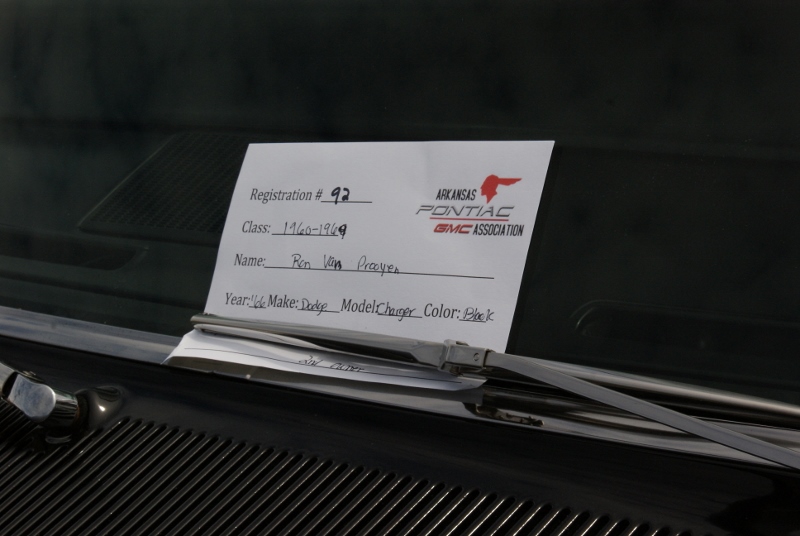 Registration # 92
ARKANSAS
PONTIAC
GMC ASSOCIATION
Class: 1960-1969
Name: Ron Van Prooyen
Year: '66 Make: Dodge Model: Charger Color: Black